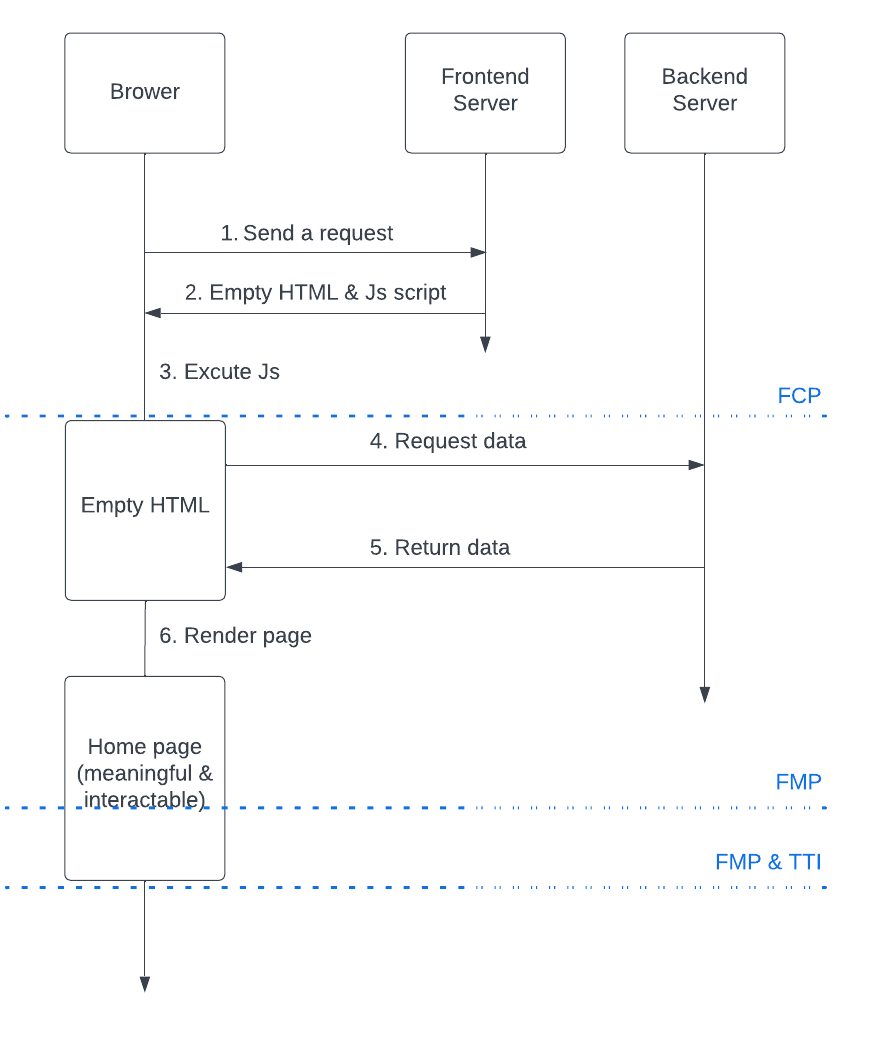 Brower
Frontend
Server
Backend
Server
1. Send a request
2. Empty HTML & Js script
3. Excute Js
FCP
4. Request data
Empty HTML
5. Return data
6. Render page
Home page
(meaningful &
interactable)
FMP
FMP & TTI